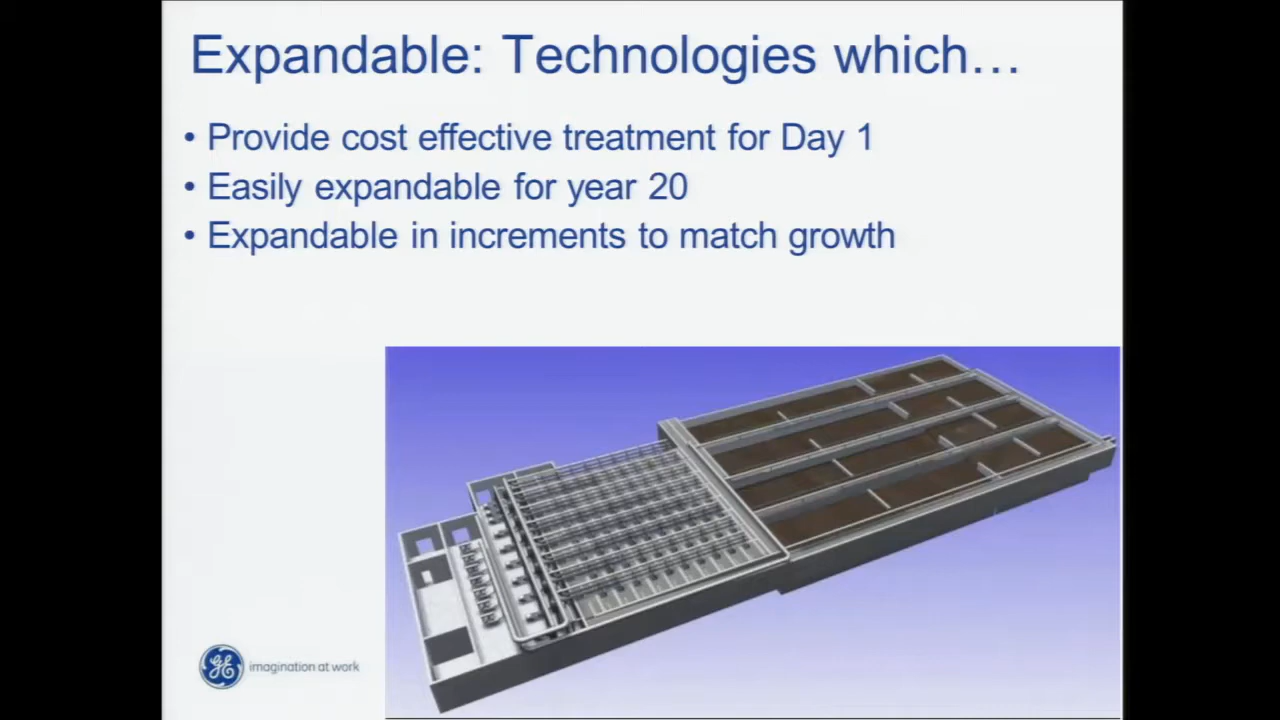 Expandable: Technologies which…
• Provide cost effective treatment for Day 1
• Easily expandable for year 20
• Expandable in increments to match growth
GE imagination at work